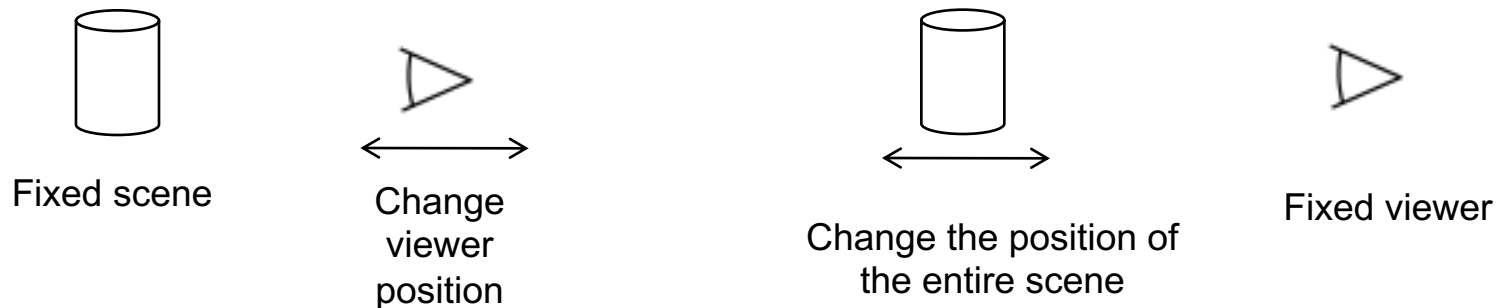 Fixed scene
Change
viewer
position
Change the position of
the entire scene
Fixed viewer